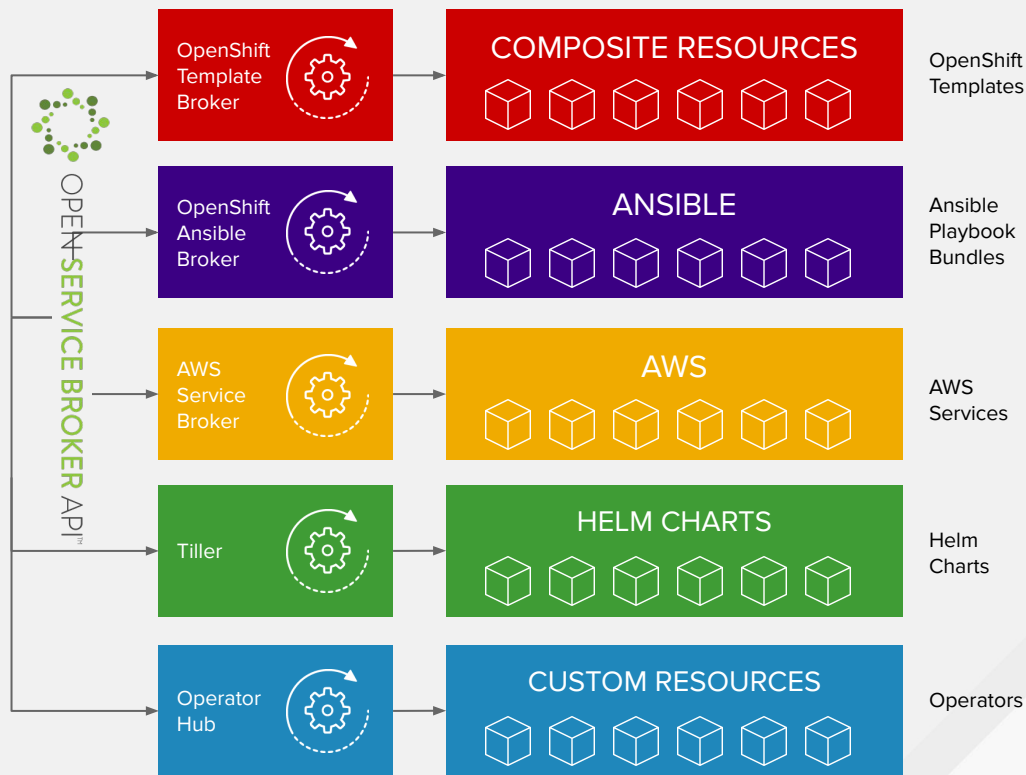 OPEN SERVICE BROKER API™
OpenShift
Template
Broker
COMPOSITE RESOURCES
OpenShift
Templates
OpenShift
Ansible
Broker
ANSIBLE
Ansible
Playbook
Bundles
AWS
Service
Broker
AWS
AWS
Services
Tiller
HELM CHARTS
Helm
Charts
Operator
Hub
CUSTOM RESOURCES
Operators